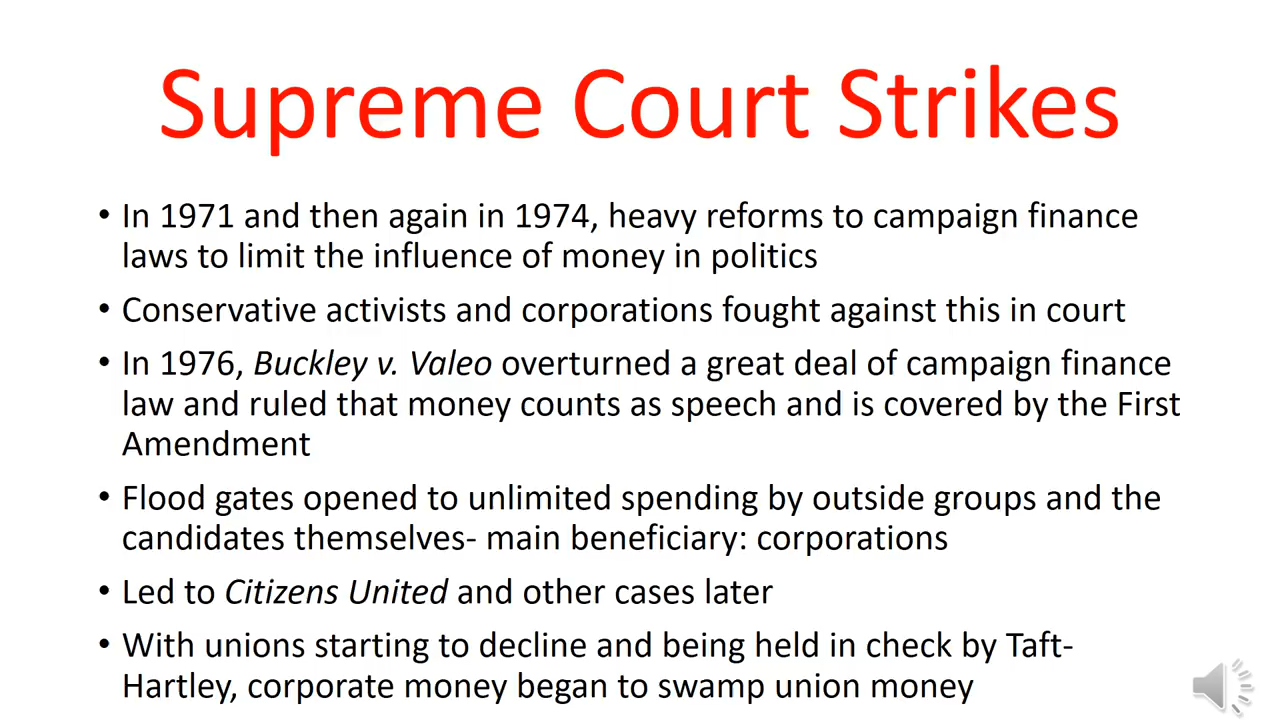 Supreme Court Strikes
• In 1971 and then again in 1974, heavy reforms to campaign finance
laws to limit the influence of money in politics
• Conservative activists and corporations fought against this in court
• In 1976, Buckley v. Valeo overturned a great deal of campaign finance
law and ruled that money counts as speech and is covered by the First
Amendment
• Flood gates opened to unlimited spending by outside groups and the
candidates themselves- main beneficiary: corporations
• Led to Citizens United and other cases later
• With unions starting to decline and being held in check by Taft-
Hartley, corporate money began to swamp union money